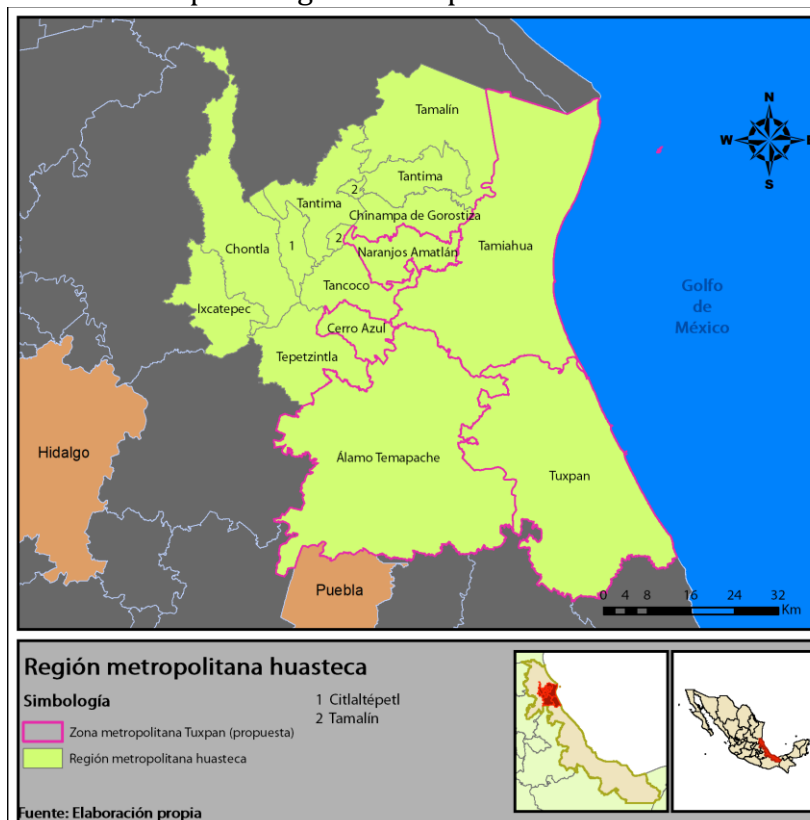 Tamalín
N
W
S
Tantima
2
Tantima
Chinampa de Gorostiza
1
2
Chontla
Naranjos Amatlán
Tamiahua
Tancoco
Ixcatepec
Golfo
de
México
Cerro Azul
Tepetzintla
Hidalgo
Álamo Temapache
Tuxpan
Puebla
0 4 8 16 24 32
Km
Región metropolitana huasteca
Simbología
1 Citlaltépetl
2 Tamalín
Zona metropolitana Tuxpan (propuesta)
Región metropolitana huasteca
Fuente: Elaboración propia